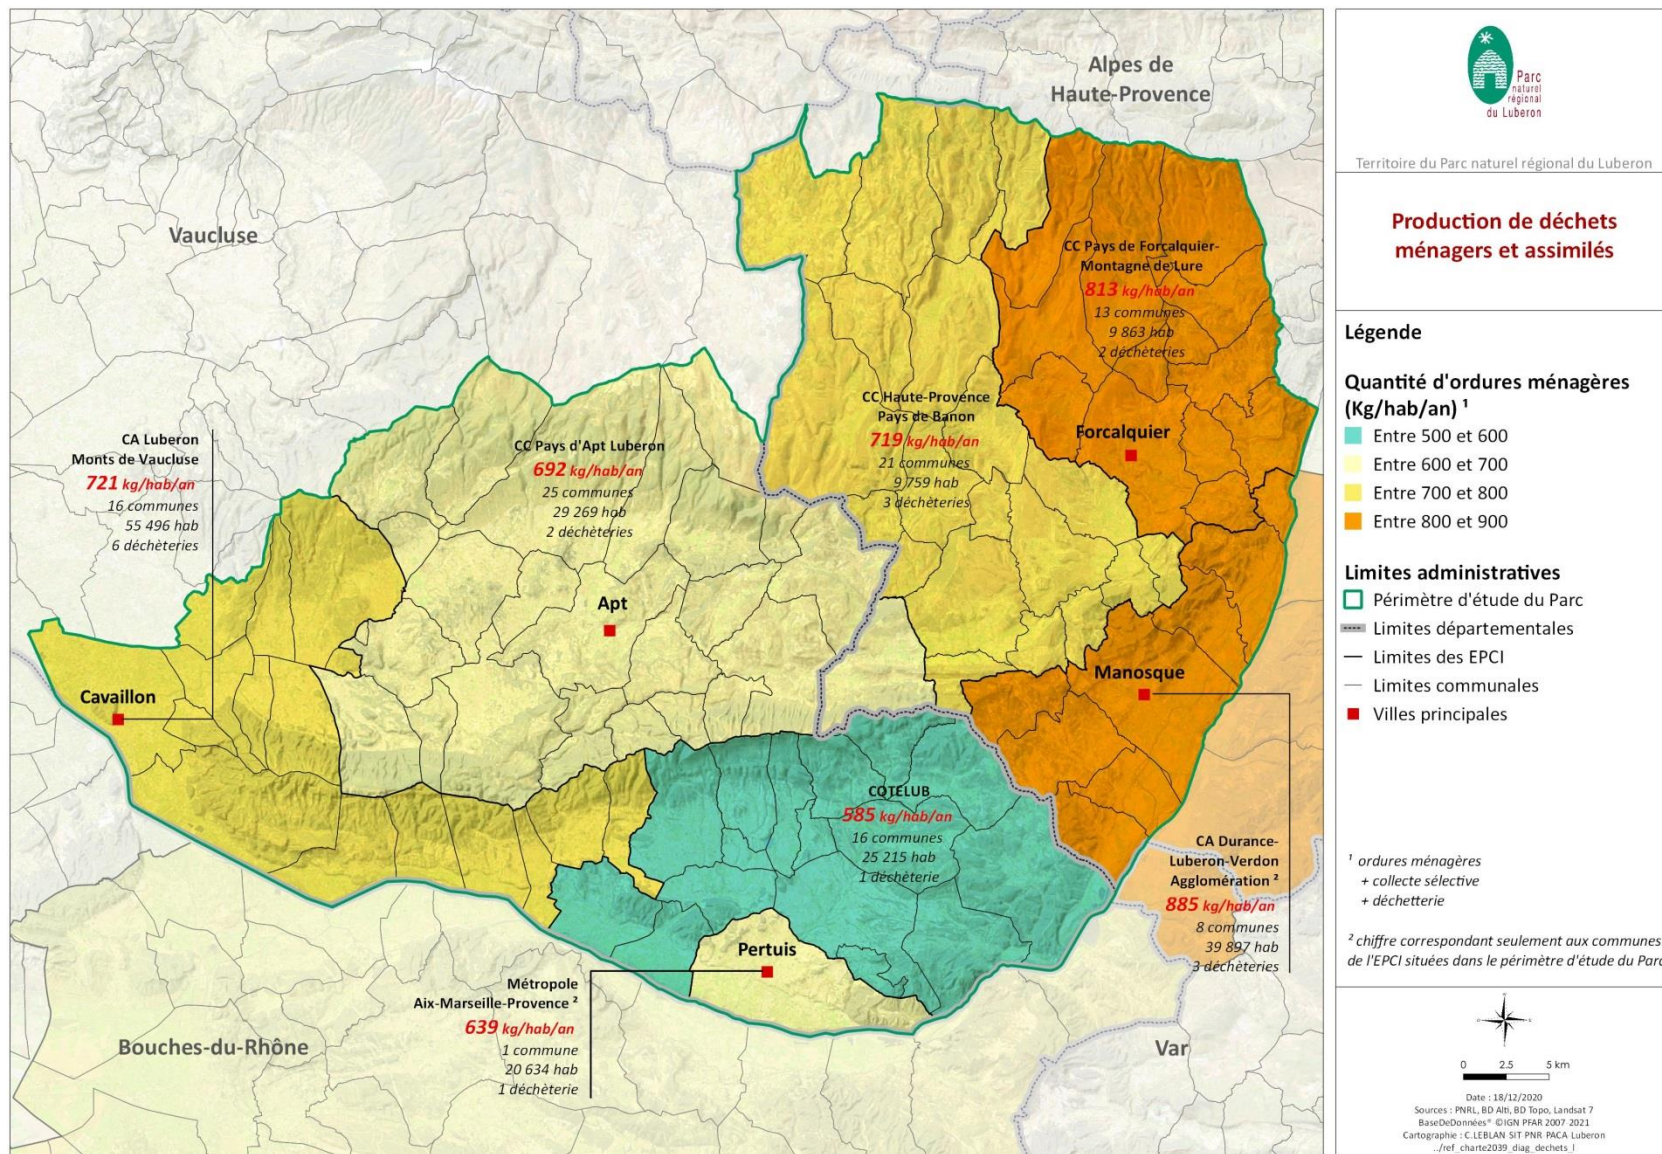 Alpes de
Haute-Provence
Vaucluse
CC Pays de Forcalquier-
Montagne de Lure
813 kg/hab/an
13 communes
9 863 hab
2 déchèteries
CC Haute-Provence
Pays de Banon
719 kg/hab/an
21 communes
9 759 hab
3 déchèteries
Forcalquier
CA Luberon
Monts de Vaucluse
721 kg/hab/an
16 communes
55 496 hab
6 déchèteries
CC Pays d'Apt Luberon
692 kg/hab/an
25 communes
29 269 hab
2 déchèteries
Apt
Cavaillon
Manosque
COTELUB
585 kg/hab/an
16 communes
25 215 hab
1 déchèterie
CA Durance-
Luberon-Verdon
Agglomération ²
885 kg/hab/an
8 communes
39 897 hab
3 déchèteries
Pertuis
Métropole
Aix-Marseille-Provence ²
639 kg/hab/an
1 commune
20 634 hab
1 déchèterie
Bouches-du-Rhône
Var
Parc
naturel
régional
du Luberon
Territoire du Parc naturel régional du Luberon
Production de déchets
ménagers et assimilés
Légende
Quantité d'ordures ménagères
(Kg/hab/an) ¹
Entre 500 et 600
Entre 600 et 700
Entre 700 et 800
Entre 800 et 900
Limites administratives
Périmètre d'étude du Parc
Limites départementales
Limites des EPCI
Limites communales
Villes principales
¹ ordures ménagères
+ collecte sélective
+ déchetterie
² chiffre correspondant seulement aux communes
de l'EPCI situées dans le périmètre d'étude du Parc
0 2.5 5 km
Date : 18/12/2020
Sources : PNRL, BD Alti, BD Topo, Landsat 7
BaseDeDonnées® ©IGN PFAR 2007 2021
Cartographie : C.LEBLAN SIT PNR PACA Luberon
../ref_charte2039_diag_dechets_l